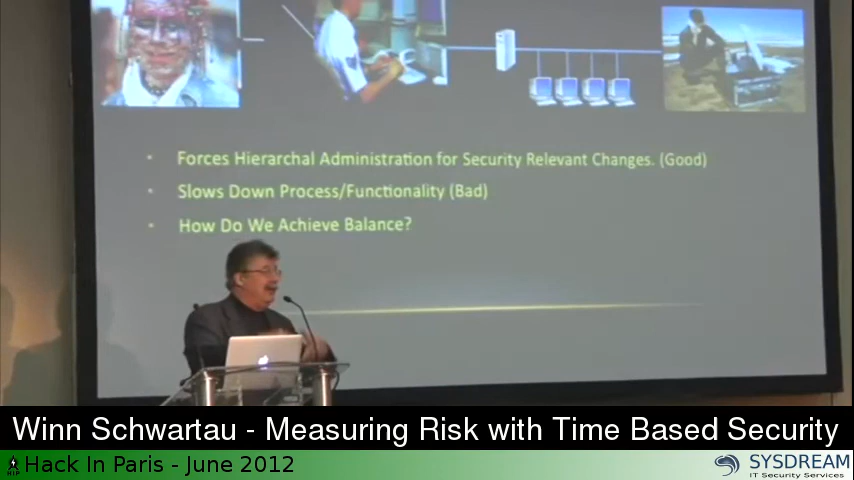 Forces Hierarchal Administration for Security Relevant Changes. (Good)
Slows Down Process/Functionality (Bad)
How Do We Achieve Balance?
Winn Schwartau - Measuring Risk with Time Based Security
HIP
Hack In Paris - June 2012
SYSDREAM
IT Security Services